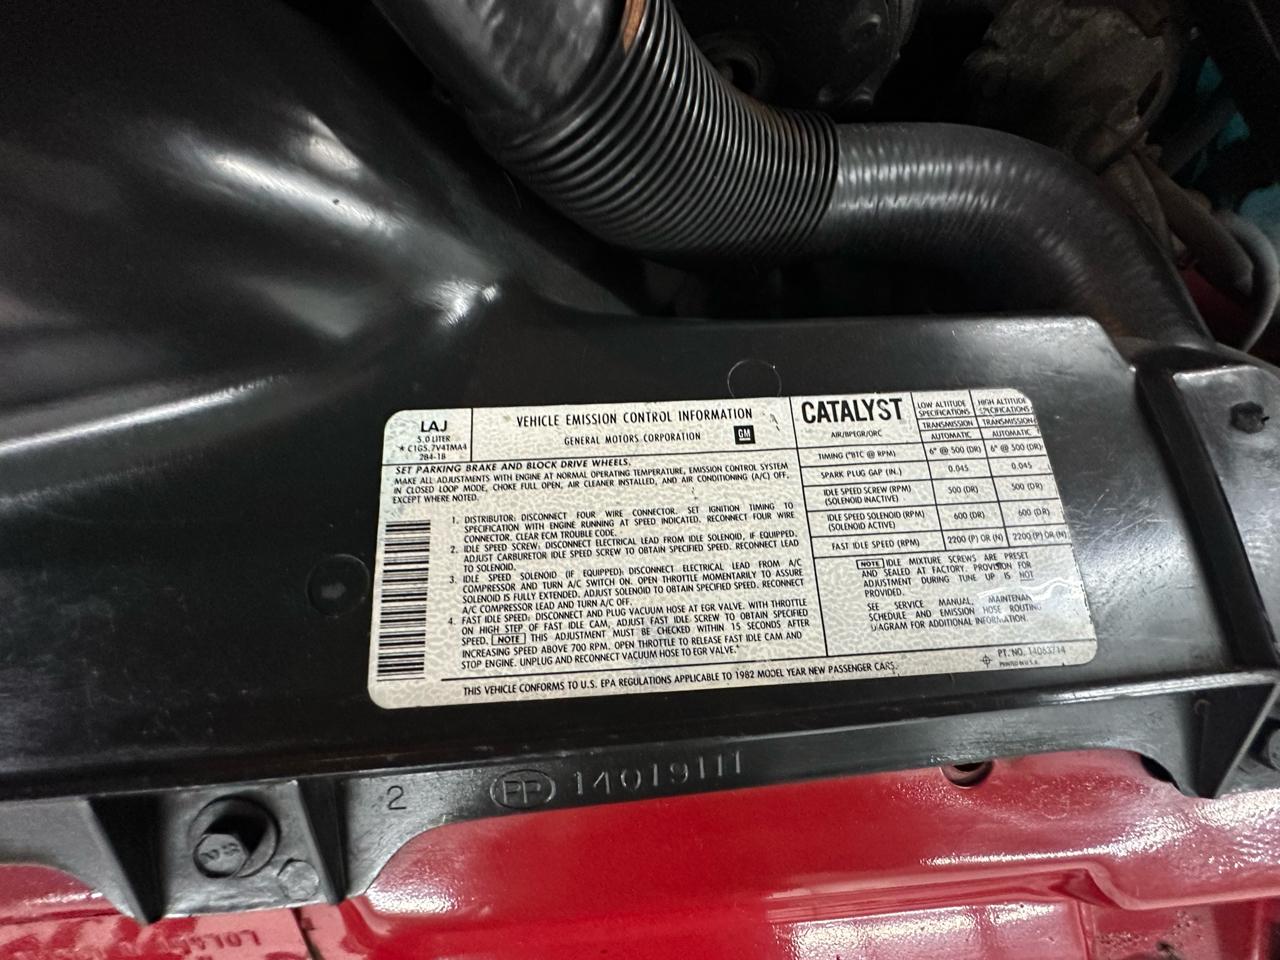 LAJ
5.0 LITER
★ C1G5.7V4TMA4
284-1B
VEHICLE EMISSION CONTROL INFORMATION
GENERAL MOTORS CORPORATION
GM
SET PARKING BRAKE AND BLOCK DRIVE WHEELS.
MAKE ALL ADJUSTMENTS WITH ENGINE AT NORMAL OPERATING TEMPERATURE, EMISSION CONTROL SYSTEM
IN CLOSED LOOP MODE, CHOKE FULL OPEN, AIR CLEANER INSTALLED, AND AIR CONDITIONING (A/C) OFF,
EXCEPT WHERE NOTED.
1. DISTRIBUTOR: DISCONNECT FOUR WIRE CONNECTOR. SET IGNITION TIMING TO
SPECIFICATION WITH ENGINE RUNNING AT SPEED INDICATED. RECONNECT FOUR WIRE
CONNECTOR. CLEAR ECM TROUBLE CODE.
2. IDLE SPEED SCREW: DISCONNECT ELECTRICAL LEAD FROM IDLE SOLENOID, IF EQUIPPED.
ADJUST CARBURETOR IDLE SPEED SCREW TO OBTAIN SPECIFIED SPEED. RECONNECT LEAD
TO SOLENOID.
3. IDLE SPEED SOLENOID (IF EQUIPPED): DISCONNECT ELECTRICAL LEAD FROM A/C
COMPRESSOR AND TURN A/C SWITCH ON. OPEN THROTTLE MOMENTARILY TO ASSURE
SOLENOID IS FULLY EXTENDED. ADJUST SOLENOID TO OBTAIN SPECIFIED SPEED. RECONNECT
A/C COMPRESSOR LEAD AND TURN A/C OFF.
4. FAST IDLE SPEED: DISCONNECT AND PLUG VACUUM HOSE AT EGR VALVE. WITH THROTTLE
ON HIGH STEP OF FAST IDLE CAM, ADJUST FAST IDLE SCREW TO OBTAIN SPECIFIED
SPEED. NOTE THIS ADJUSTMENT MUST BE CHECKED WITHIN 15 SECONDS AFTER
INCREASING SPEED ABOVE 700 RPM. OPEN THROTTLE TO RELEASE FAST IDLE CAM AND
STOP ENGINE. UNPLUG AND RECONNECT VACUUM HOSE TO EGR VALVE.
CATALYST
AIR/BPEGR/ORC
LOW ALTITUDE SPECIFICATIONS HIGH ALTITUDE SPECIFICATIONS
TRANSMISSION TRANSMISSION
AUTOMATIC AUTOMATIC
TIMING (°BTC @ RPM) 6° @ 500 (DR) 6° @ 500 (DR)
SPARK PLUG GAP (IN.) 0.045 0.045
IDLE SPEED SCREW (RPM) (SOLENOID INACTIVE) 500 (DR) 500 (DR)
IDLE SPEED SOLENOID (RPM) (SOLENOID ACTIVE) 600 (DR) 600 (DR)
FAST IDLE SPEED (RPM) 2200 (P) OR (N) 2200 (P) OR (N)
NOTE IDLE MIXTURE SCREWS ARE PRESET
AND SEALED AT FACTORY. PROVISION FOR
ADJUSTMENT DURING TUNE UP IS NOT
PROVIDED.
SEE SERVICE MANUAL, MAINTENAN
SCHEDULE AND EMISSION HOSE ROUTING
DIAGRAM FOR ADDITIONAL INFORMATION.
PT. NO. 14063714
PRINTED IN U.S.A.
THIS VEHICLE CONFORMS TO U.S. EPA REGULATIONS APPLICABLE TO 1982 MODEL YEAR NEW PASSENGER CARS.
2 PP 14019111